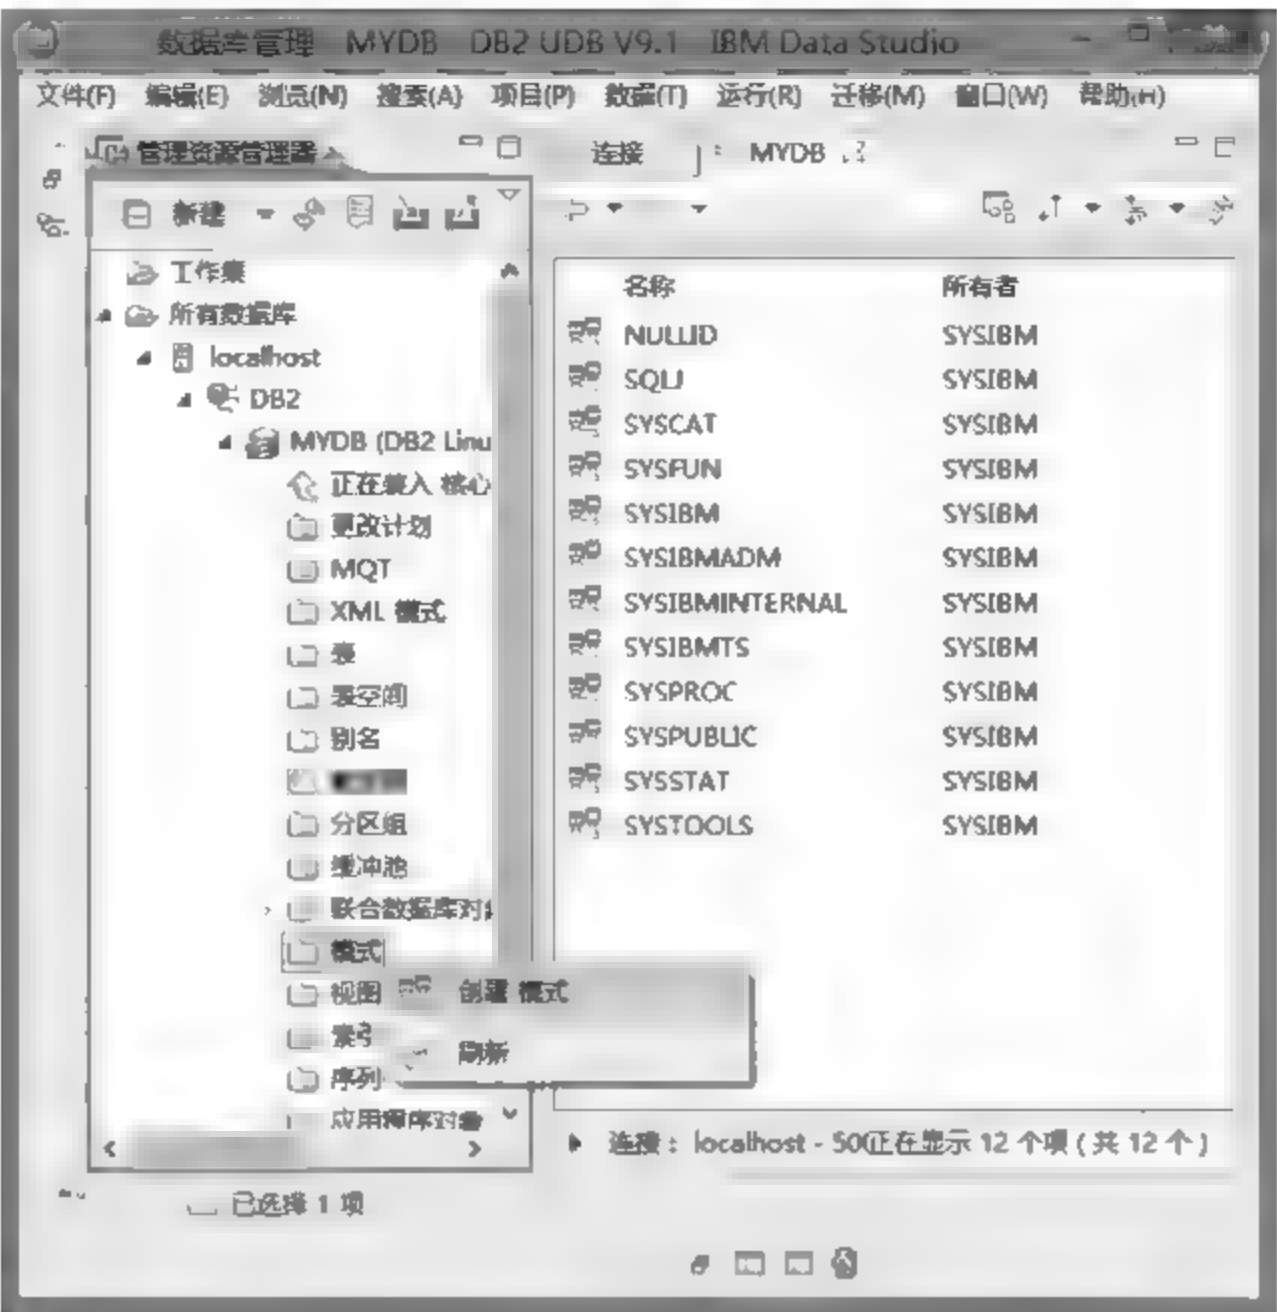 数据库管理 MYDB DB2 UDB V9.1 IBM Data Studio
文件(F) 编辑(E) 浏览(N) 搜索(A) 项目(P) 数据(T) 运行(R) 迁移(M) 窗口(W) 帮助(H)
管理资源管理器
新建
工作集
所有数据库
localhost
DB2
MYDB (DB2 Linu
正在装入 核心
更改计划
MQT
XML 模式
表
表空间
别名
分区组
缓冲池
联合数据库对
模式
视图
索引
序列
应用程序对象
创建 模式
刷新
已选择 1 项
连接 MYDB
名称 所有者
NULLID SYSIBM
SQLJ SYSIBM
SYSCAT SYSIBM
SYSFUN SYSIBM
SYSIBM SYSIBM
SYSIBMADM SYSIBM
SYSIBMINTERNAL SYSIBM
SYSIBMTS SYSIBM
SYSPROC SYSIBM
SYSPUBLIC SYSIBM
SYSSTAT SYSIBM
SYSTOOLS SYSIBM
连接：localhost - 50正在显示 12 个项 ( 共 12 个 )